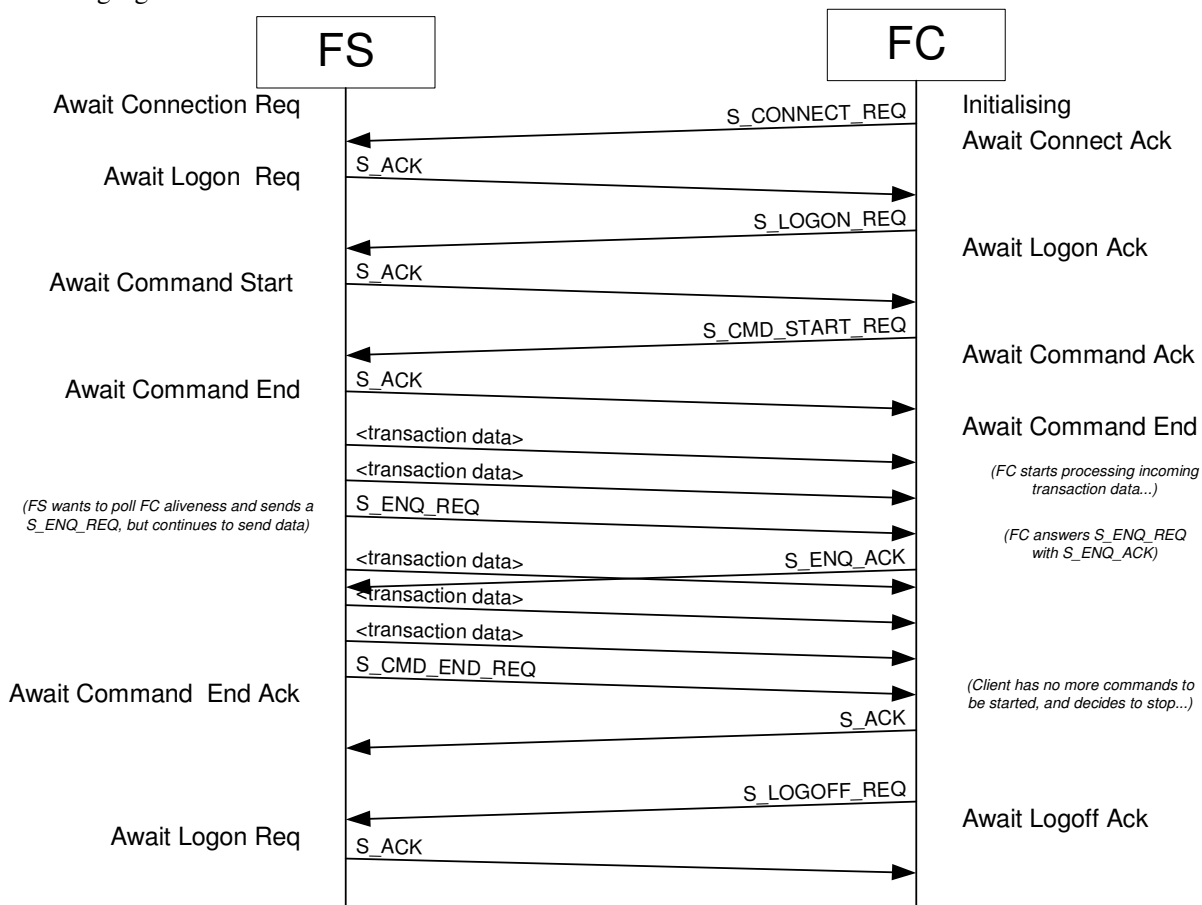 FS
FC
Await Connection Req
S_CONNECT_REQ
Initialising
Await Connect Ack
Await Logon  Req
S_ACK
S_LOGON_REQ
Await Logon Ack
Await Command Start
S_ACK
S_CMD_START_REQ
Await Command Ack
Await Command End
S_ACK
Await Command End
<transaction data>
<transaction data>
(FC starts processing incoming
transaction data...)
(FS wants to poll FC aliveness and sends a
S_ENQ_REQ, but continues to send data)
S_ENQ_REQ
(FC answers S_ENQ_REQ
with S_ENQ_ACK)
<transaction data>
S_ENQ_ACK
<transaction data>
<transaction data>
S_CMD_END_REQ
Await Command  End Ack
(Client has no more commands to
be started, and decides to stop...)
S_ACK
S_LOGOFF_REQ
Await Logoff Ack
Await Logon Req
S_ACK